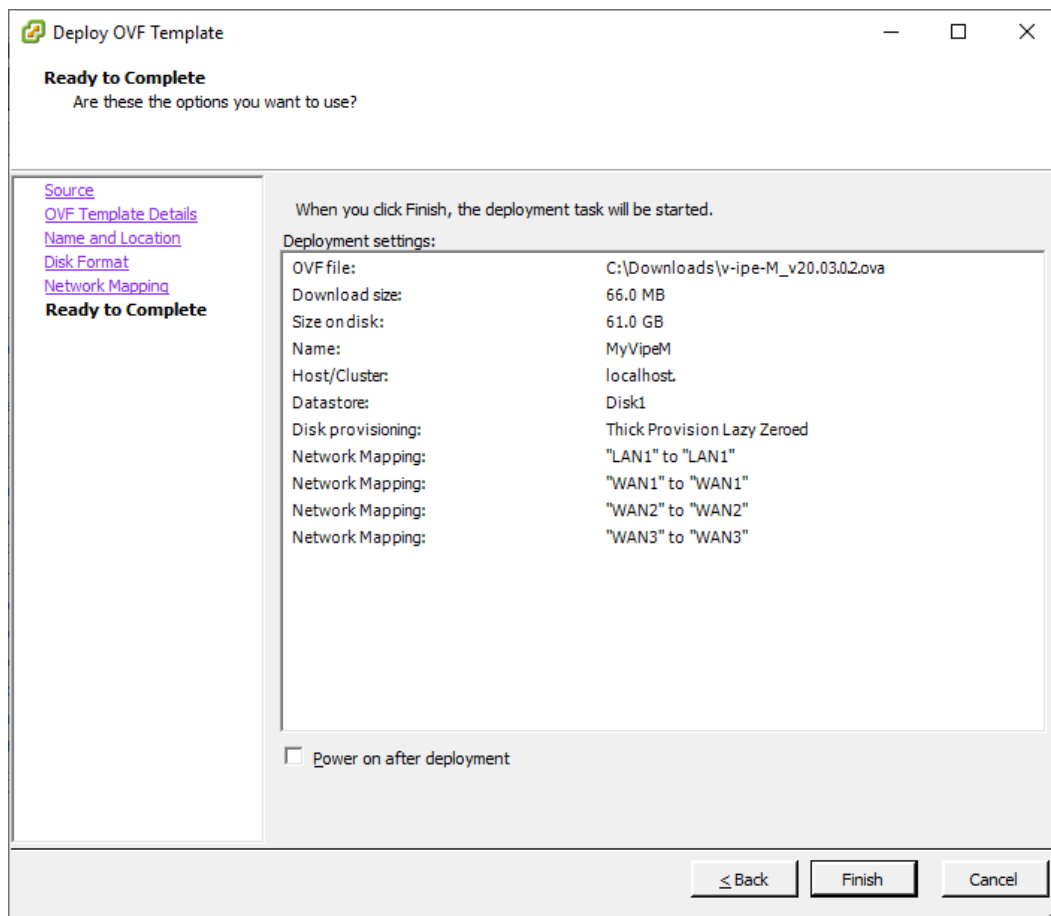 Deploy OVF Template
Ready to Complete
Are these the options you want to use?
Source
OVF Template Details
Name and Location
Disk Format
Network Mapping
Ready to Complete
When you click Finish, the deployment task will be started.
Deployment settings:
OVF file: C:\Downloads\v-ipe-M_v20.03.0.2.ova
Download size: 66.0 MB
Size on disk: 61.0 GB
Name: MyVipeM
Host/Cluster: localhost.
Datastore: Disk1
Disk provisioning: Thick Provision Lazy Zeroed
Network Mapping: "LAN1" to "LAN1"
Network Mapping: "WAN1" to "WAN1"
Network Mapping: "WAN2" to "WAN2"
Network Mapping: "WAN3" to "WAN3"
Power on after deployment
< Back Finish Cancel